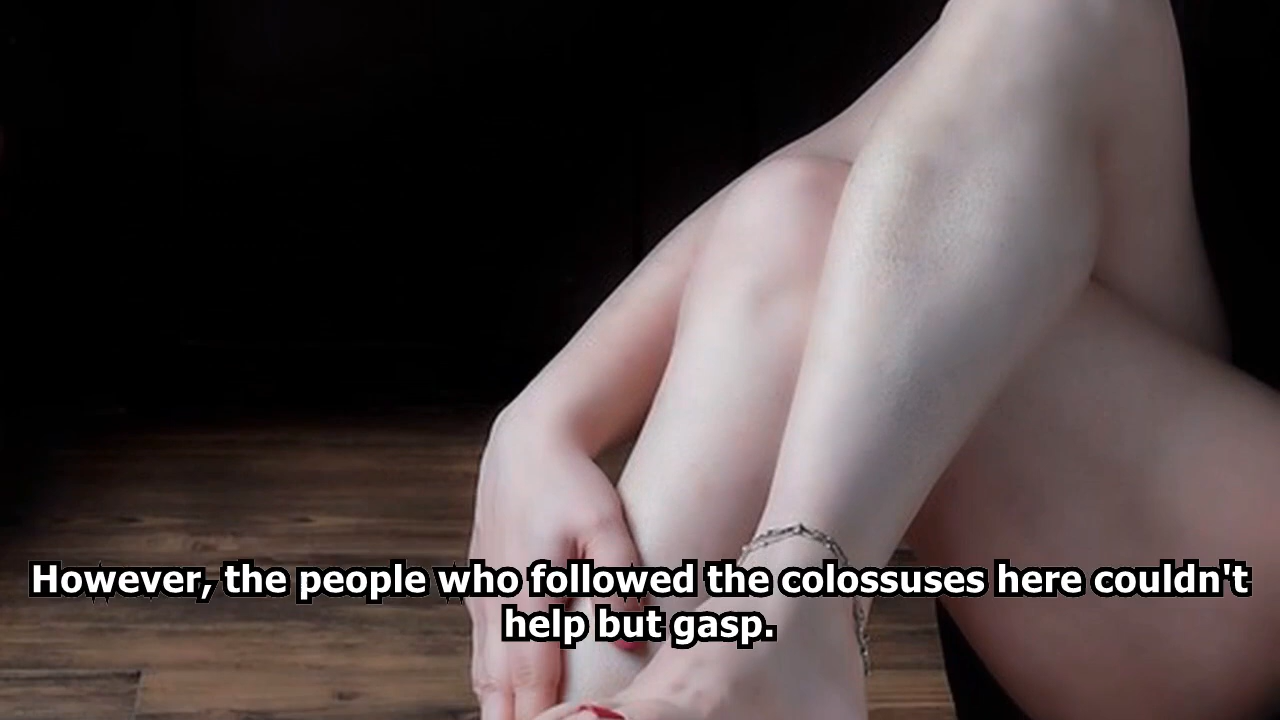 However, the people who followed the colossuses here couldn't
help but gasp.